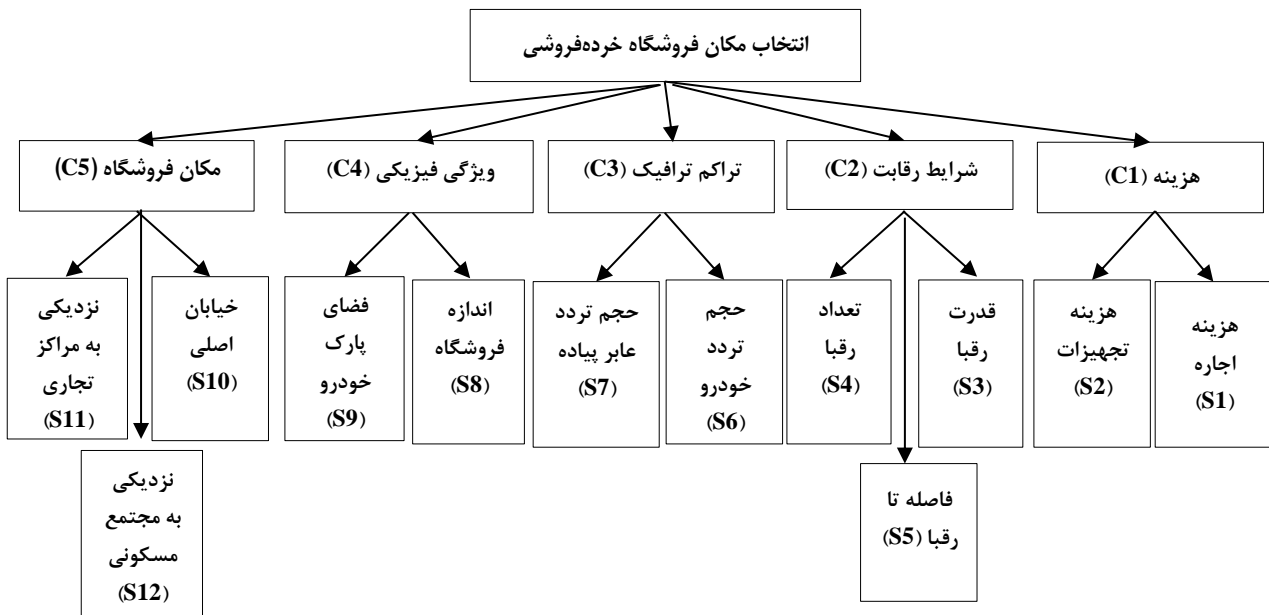 انتخاب مکان فروشگاه خرده‌فروشی
هزینه (C1)
شرایط رقابت (C2)
تراکم ترافیک (C3)
ویژگی فیزیکی (C4)
مکان فروشگاه (C5)
هزینه
اجاره
(S1)
هزینه
تجهیزات
(S2)
قدرت
رقبا
(S3)
تعداد
رقبا
(S4)
فاصله تا
رقبا (S5)
حجم
تردد
خودرو
(S6)
حجم تردد
عابر پیاده
(S7)
اندازه
فروشگاه
(S8)
فضای
پارک
خودرو
(S9)
خیابان
اصلی
(S10)
نزدیکی
به مراکز
تجاری
(S11)
نزدیکی
به مجتمع
مسکونی
(S12)